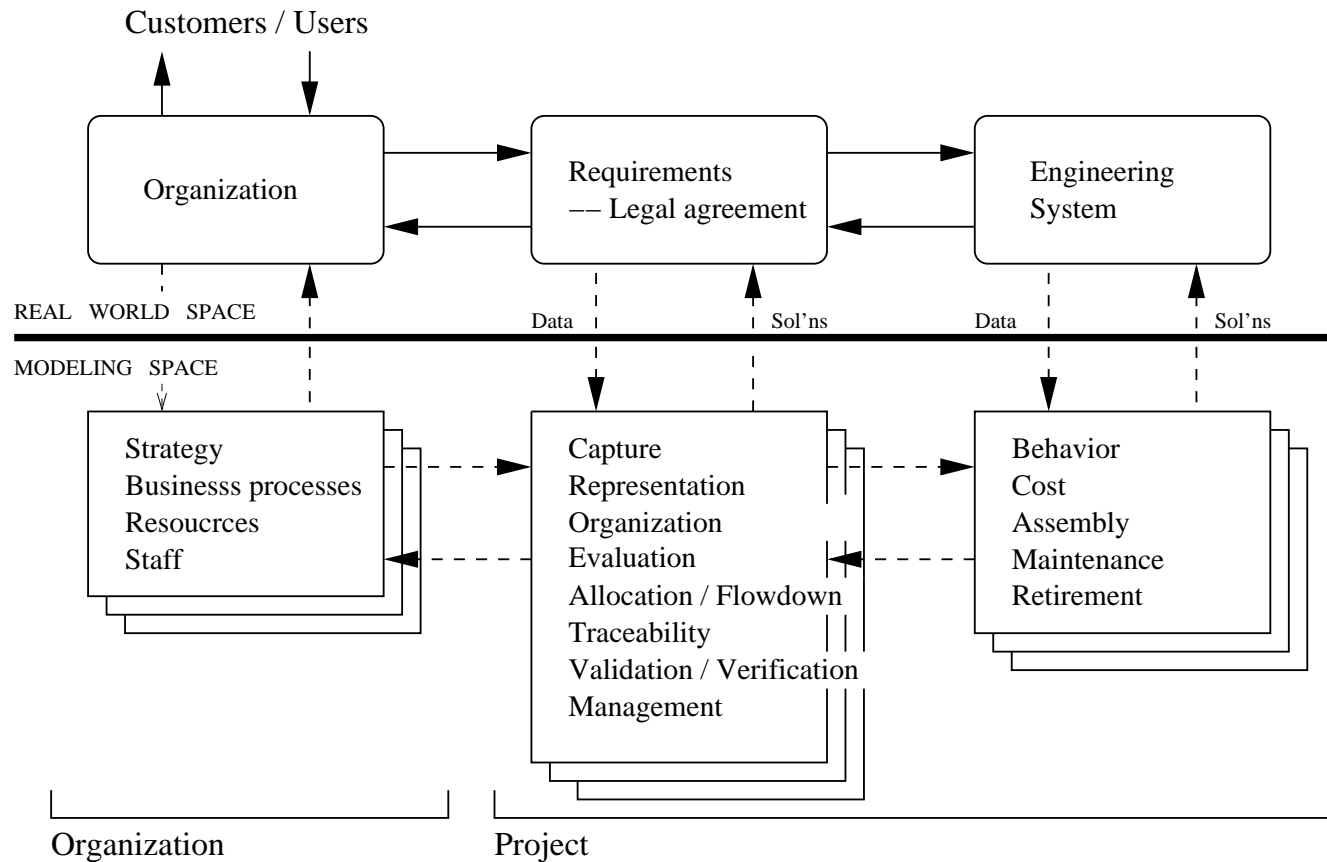 Customers / Users
Organization
Requirements
–– Legal agreement
Engineering
System
REAL WORLD SPACE
Data
Sol'ns
Data
Sol'ns
MODELING SPACE
Strategy
Businesss processes
Resoucrces
Staff
Capture
Representation
Organization
Evaluation
Allocation / Flowdown
Traceability
Validation / Verification
Management
Behavior
Cost
Assembly
Maintenance
Retirement
Organization
Project